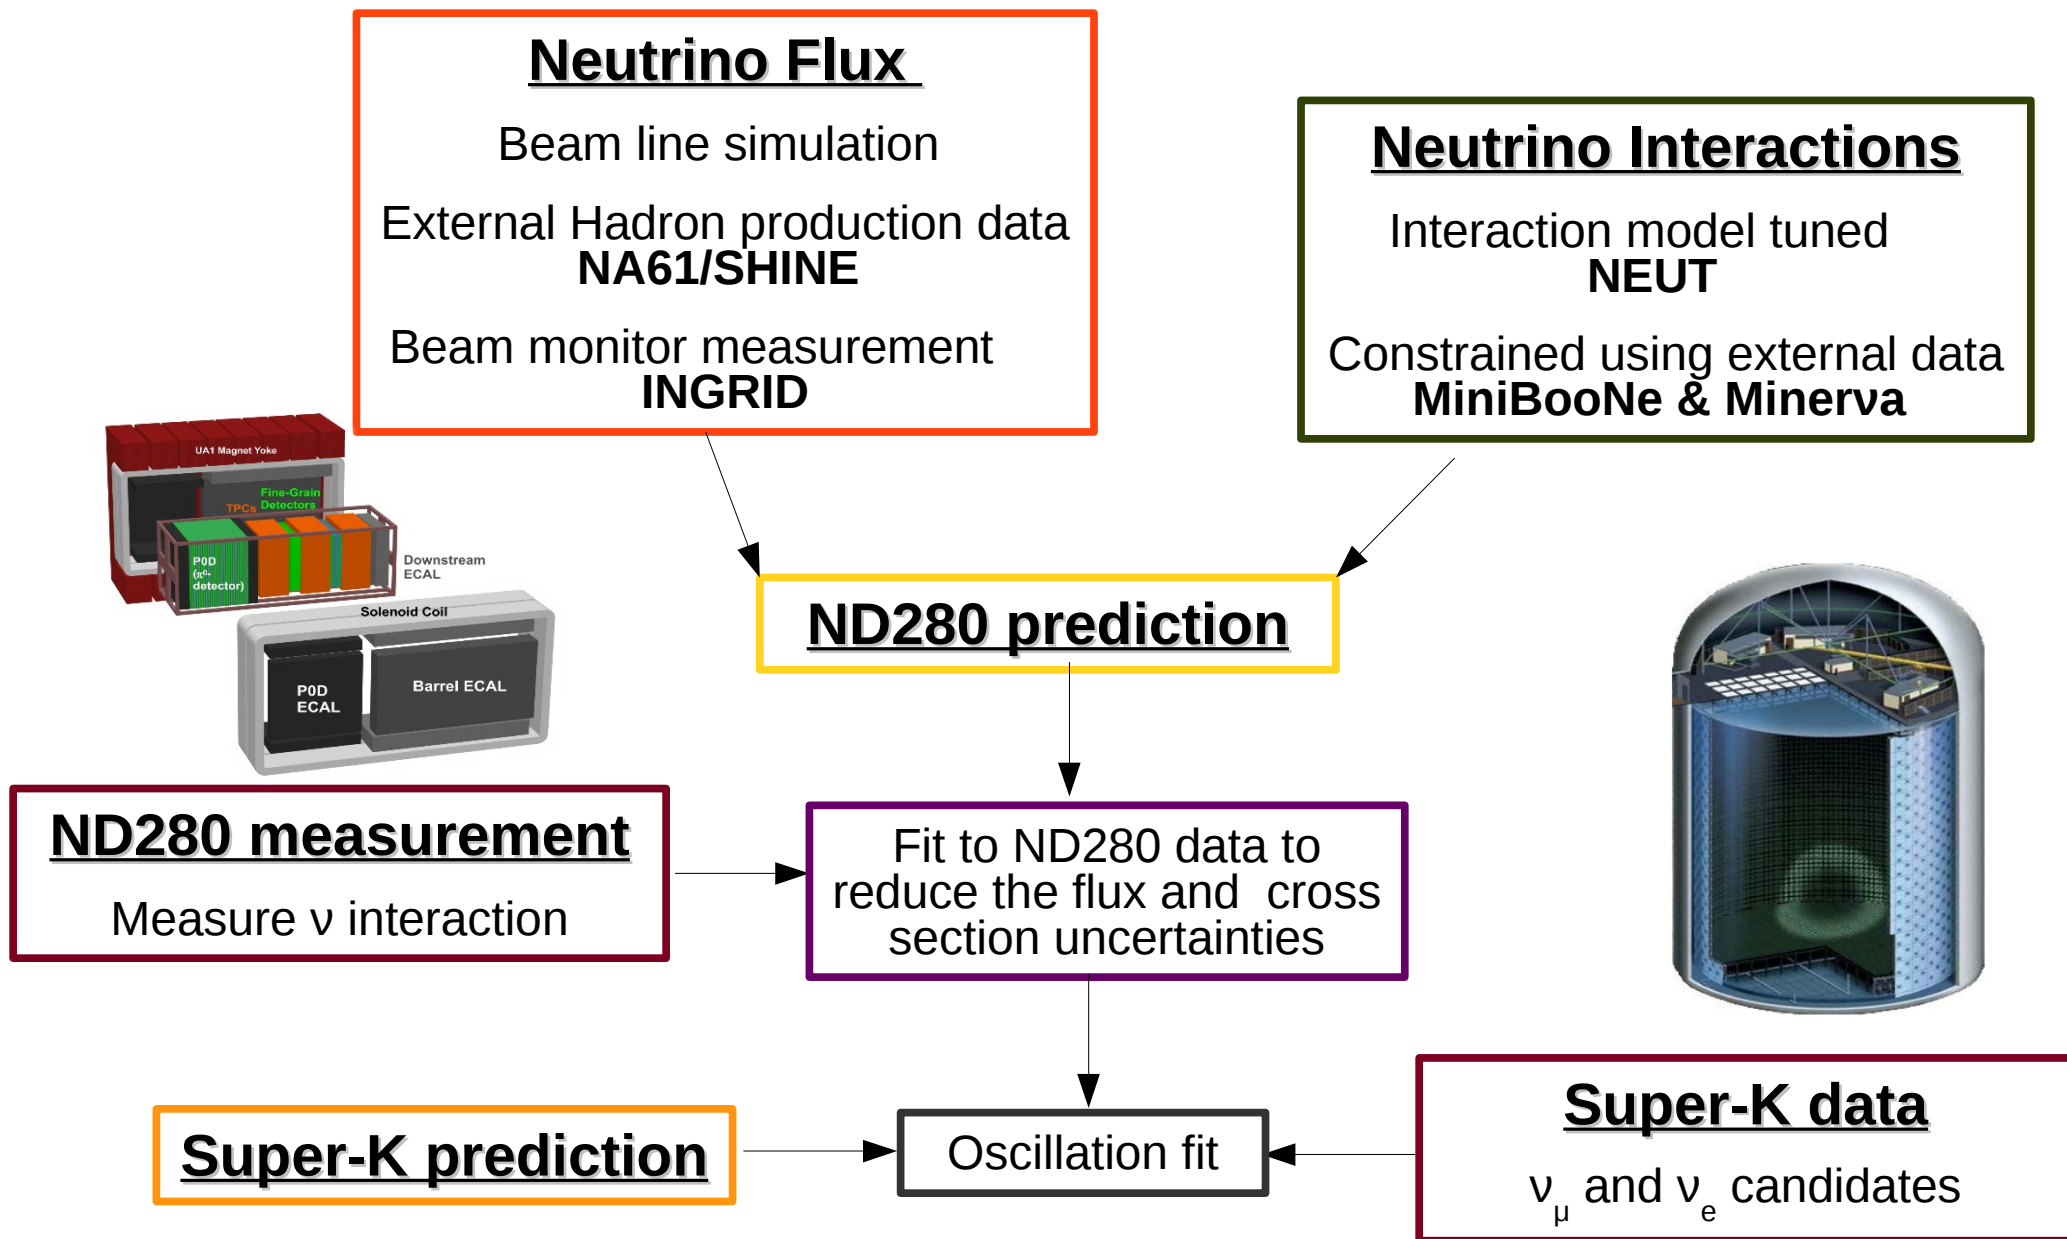 Neutrino Flux
Beam line simulation
External Hadron production data
NA61/SHINE
Beam monitor measurement
INGRID
Neutrino Interactions
Interaction model tuned
NEUT
Constrained using external data
MiniBooNe & Minerνa
UA1 Magnet Yoke
Fine-Grain
TPCs Detectors
P0D
(π⁰-
detector)
Downstream
ECAL
Solenoid Coil
P0D
ECAL
Barrel ECAL
ND280 prediction
ND280 measurement
Measure ν interaction
Fit to ND280 data to
reduce the flux and cross
section uncertainties
Super-K prediction
Oscillation fit
Super-K data
νμ and νe candidates